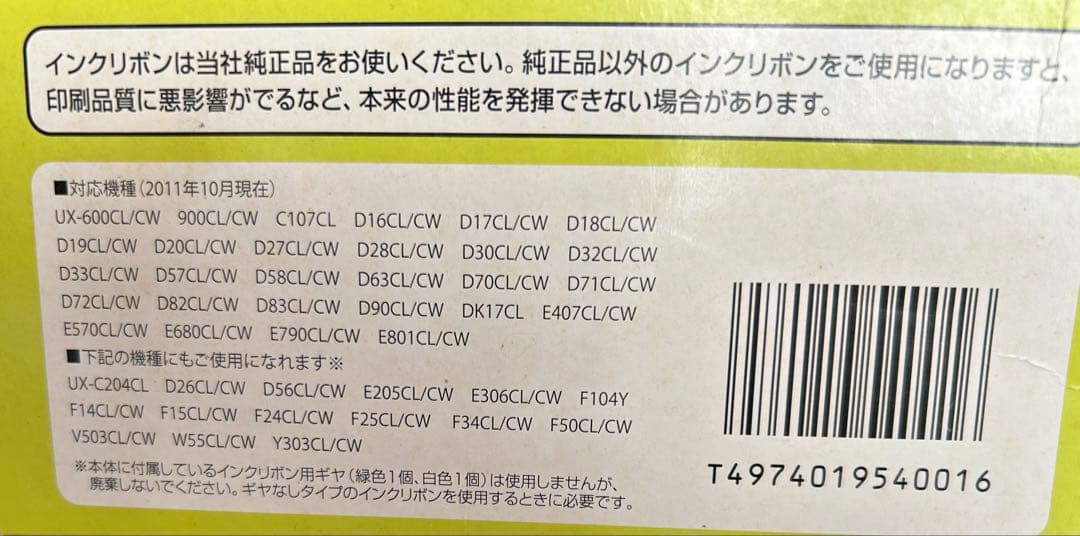 インクリボンは当社純正品をお使いください。純正品以外のインクリボンをご使用になりますと、
印刷品質に悪影響がでるなど、本来の性能を発揮できない場合があります。
■対応機種（2011年10月現在）
UX-600CL/CW 900CL/CW C107CL D16CL/CW D17CL/CW D18CL/CW
D19CL/CW D20CL/CW D27CL/CW D28CL/CW D30CL/CW D32CL/CW
D33CL/CW D57CL/CW D58CL/CW D63CL/CW D70CL/CW D71CL/CW
D72CL/CW D82CL/CW D83CL/CW D90CL/CW DK17CL E407CL/CW
E570CL/CW E680CL/CW E790CL/CW E801CL/CW
■下記の機種にもご使用になれます※
UX-C204CL D26CL/CW D56CL/CW E205CL/CW E306CL/CW F104Y
F14CL/CW F15CL/CW F24CL/CW F25CL/CW F34CL/CW F50CL/CW
V503CL/CW W55CL/CW Y303CL/CW
※本体に付属しているインクリボン用ギヤ（緑色1個、白色1個）は使用しませんが、
廃棄しないでください。ギヤなしタイプのインクリボンを使用するときに必要です。
T4974019540016